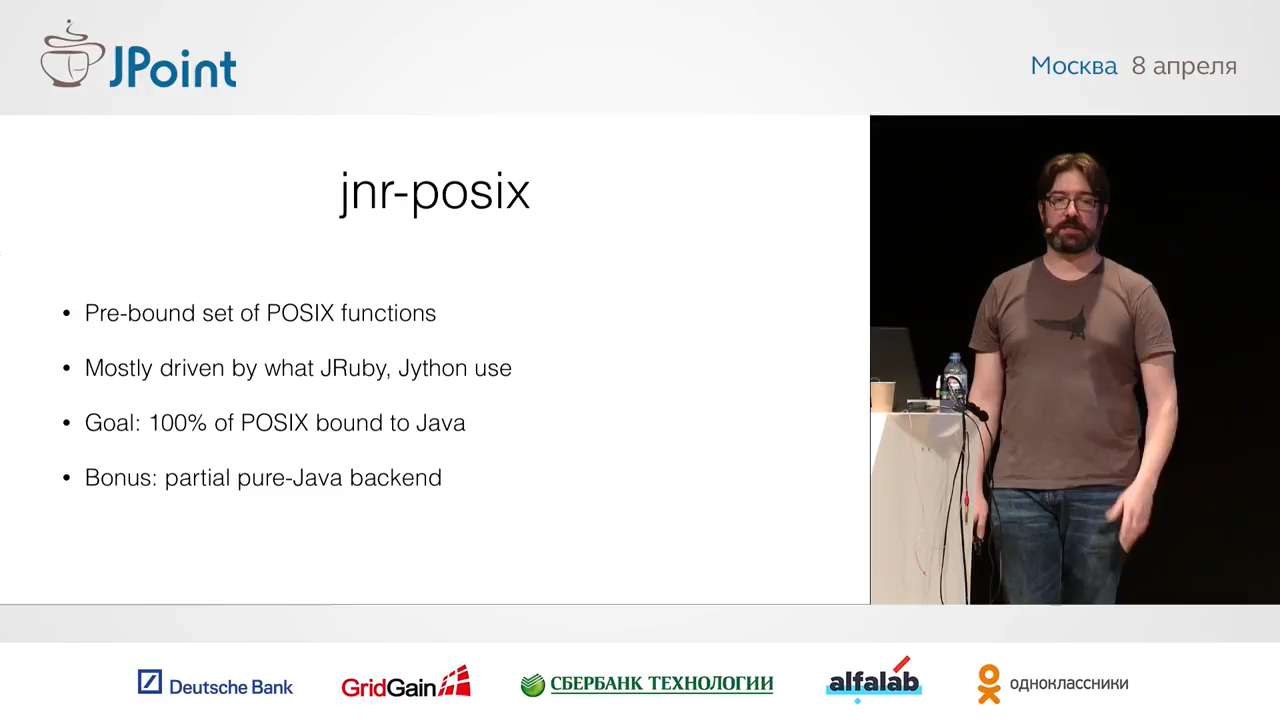 JPoint
Москва 8 апреля
jnr-posix
• Pre-bound set of POSIX functions
• Mostly driven by what JRuby, Jython use
• Goal: 100% of POSIX bound to Java
• Bonus: partial pure-Java backend
Deutsche Bank
GridGain
СБЕРБАНК ТЕХНОЛОГИИ
alfalab
одноклассники